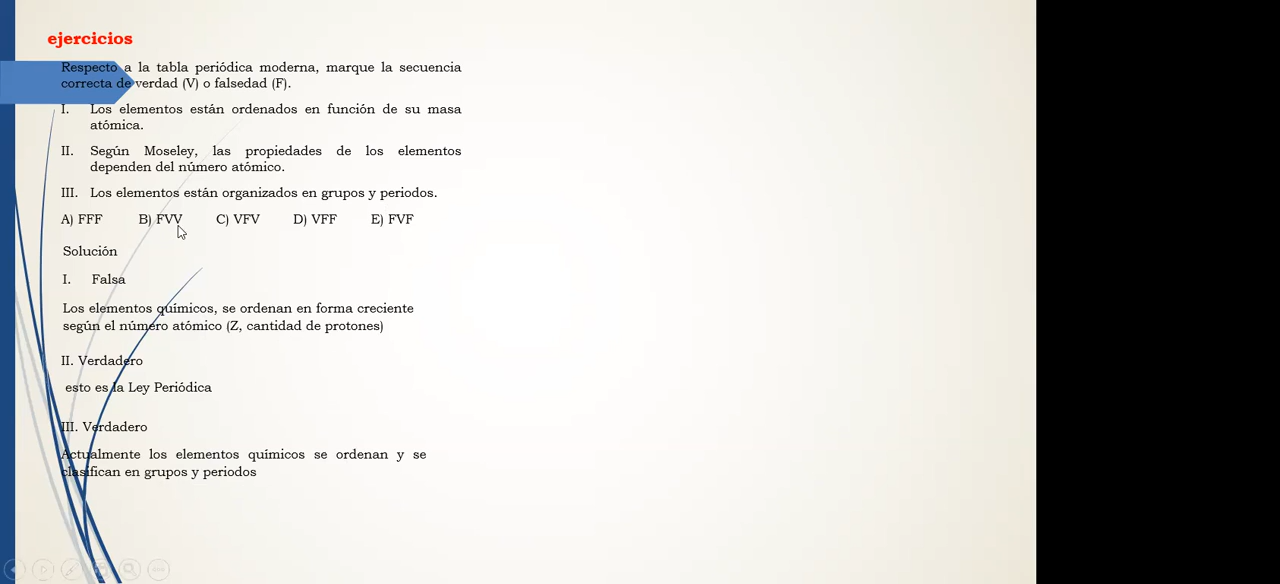 ejercicios
Respecto a la tabla periódica moderna, marque la secuencia
correcta de verdad (V) o falsedad (F).
I. Los elementos están ordenados en función de su masa
atómica.
II. Según Moseley, las propiedades de los elementos
dependen del número atómico.
III. Los elementos están organizados en grupos y periodos.
A) FFF B) FVV C) VFV D) VFF E) FVF
Solución
I. Falsa
Los elementos químicos, se ordenan en forma creciente
según el número atómico (Z, cantidad de protones)
II. Verdadero
esto es la Ley Periódica
III. Verdadero
Actualmente los elementos químicos se ordenan y se
clasifican en grupos y periodos